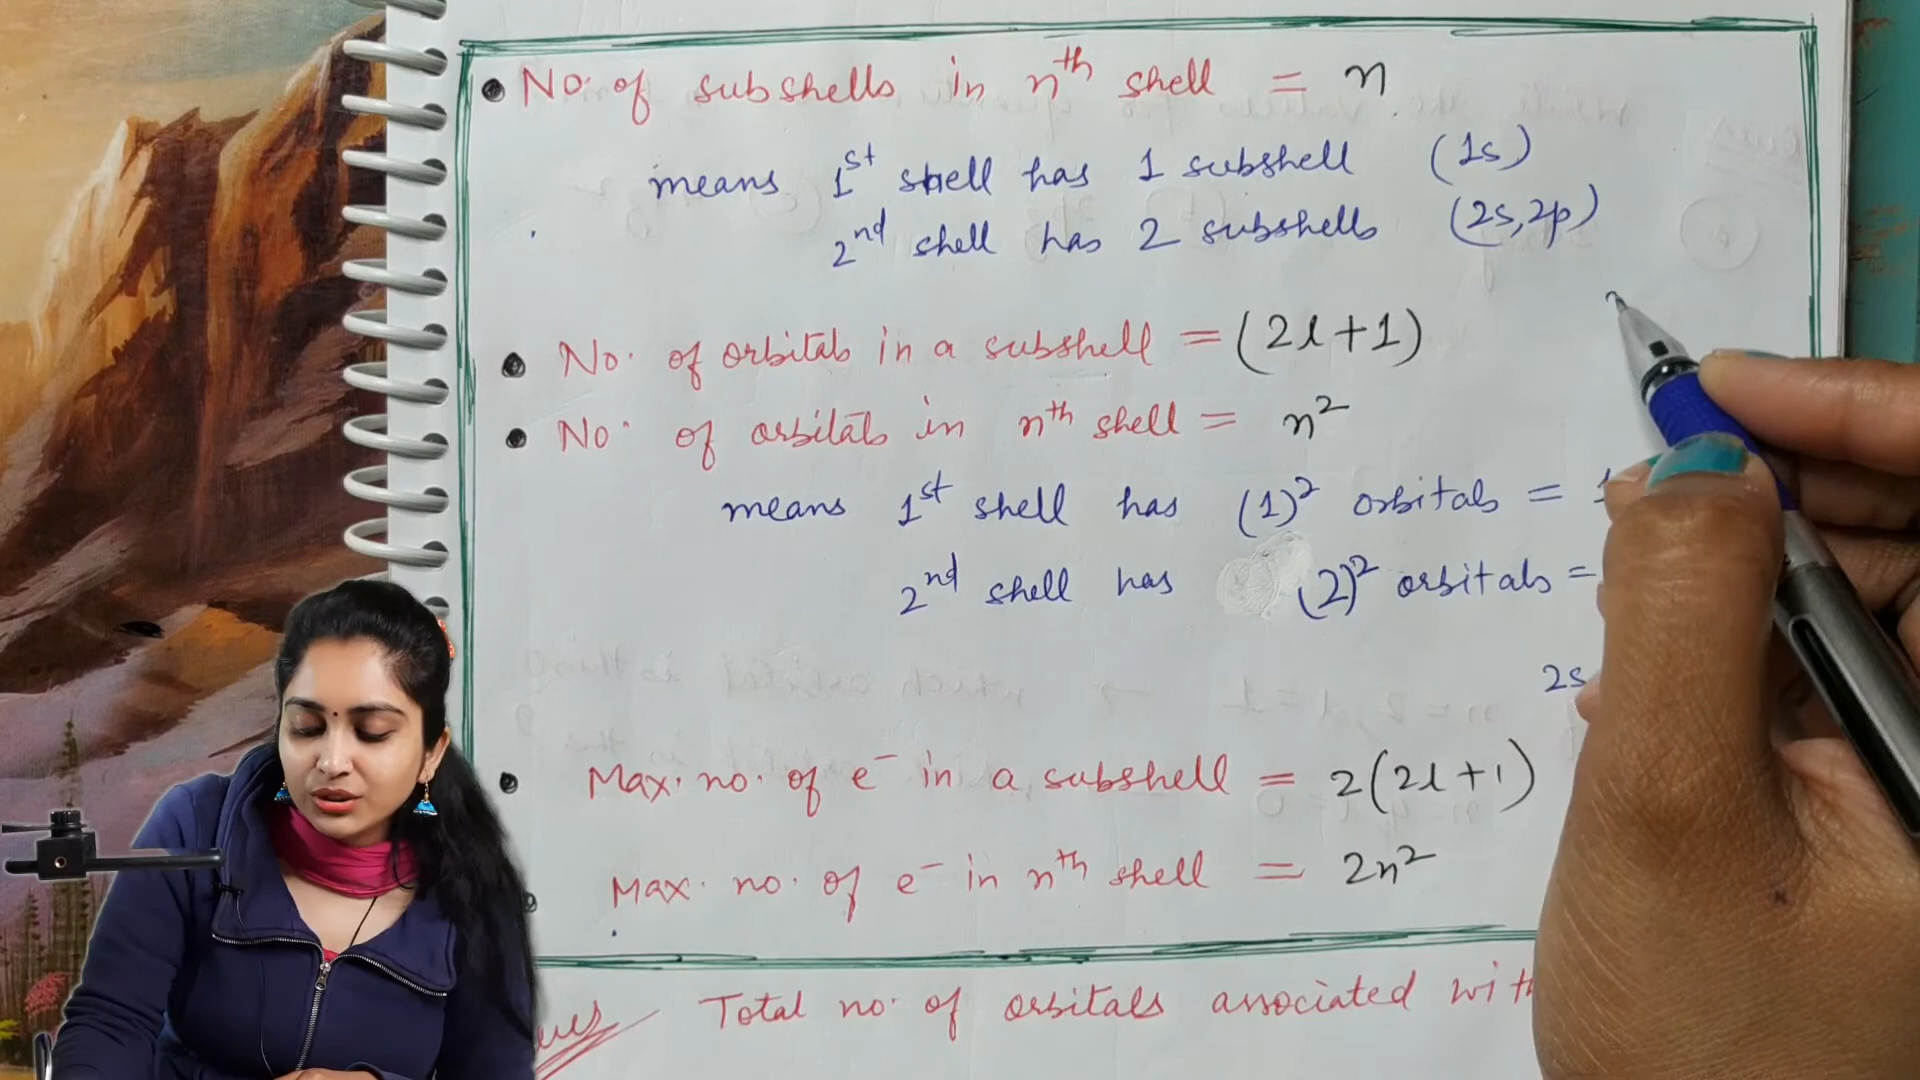 • No. of subshells in nth shell = n
means 1st shell has 1 subshell (1s)
2nd shell has 2 subshells (2s,2p)
• No. of orbitals in a subshell = (2l+1)
• No. of orbitals in nth shell = n²
means 1st shell has (1)² orbitals =
2nd shell has (2)² orbitals =
2s
• Max. no. of e⁻ in a subshell = 2(2l+1)
Max. no. of e⁻ in nth shell = 2n²
Total no. of orbitals associated with